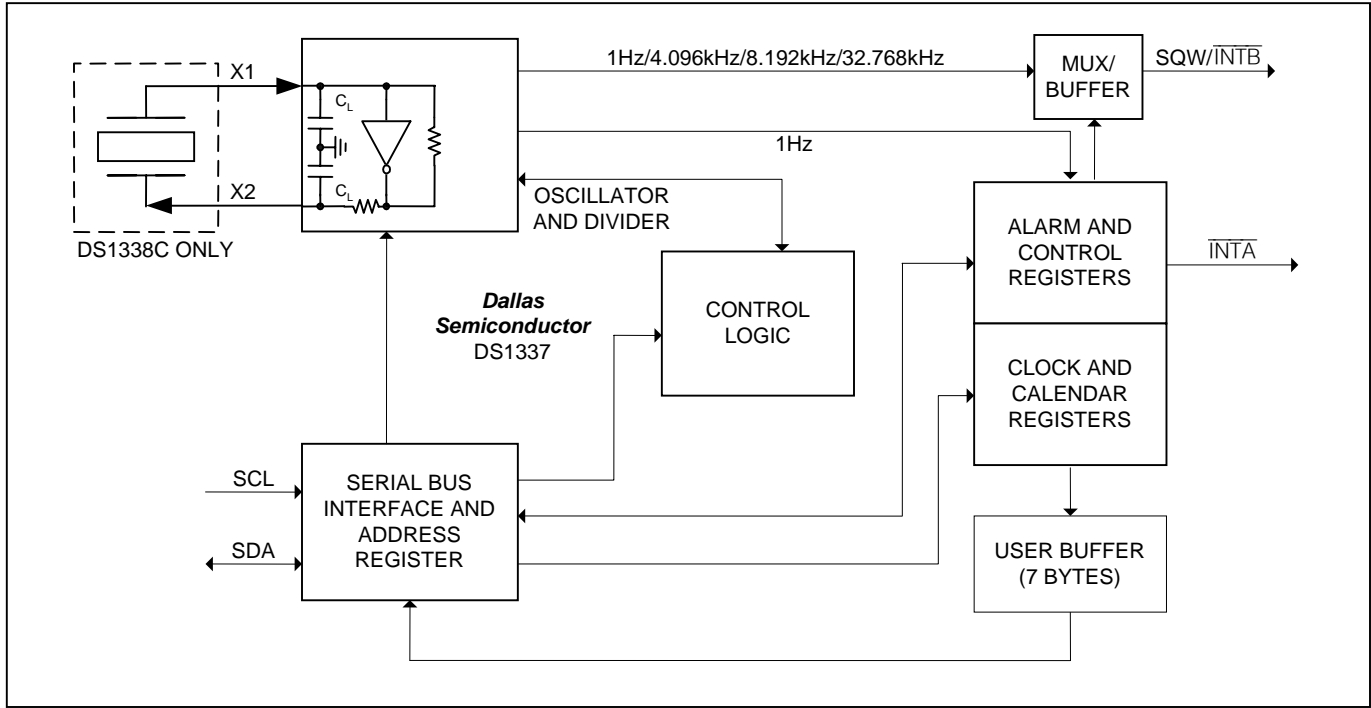 1Hz/4.096kHz/8.192kHz/32.768kHz
MUX/
BUFFER
SQW/INTB
X1
CL
1Hz
X2
CL
OSCILLATOR
AND DIVIDER
DS1338C ONLY
ALARM AND
CONTROL
REGISTERS
INTA
Dallas
Semiconductor
DS1337
CONTROL
LOGIC
CLOCK AND
CALENDAR
REGISTERS
SCL
SDA
SERIAL BUS
INTERFACE AND
ADDRESS
REGISTER
USER BUFFER
(7 BYTES)